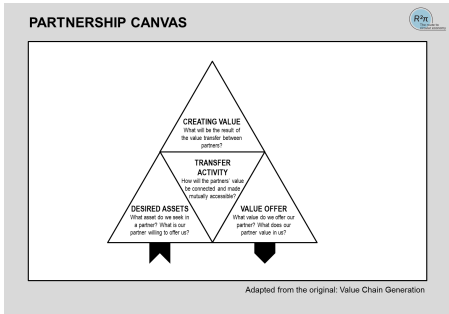 PARTNERSHIP CANVAS
R²π
CREATING VALUE
What will be the result of
the value transfer between
partners?
TRANSFER
ACTIVITY
How will the partners' value
be connected and made
mutually accessible?
DESIRED ASSETS
What asset do we seek in
a partner? What is our
partner willing to offer us?
VALUE OFFER
What value do we offer our
partner? What does our
partner value in us?
Adapted from the original: Value Chain Generation